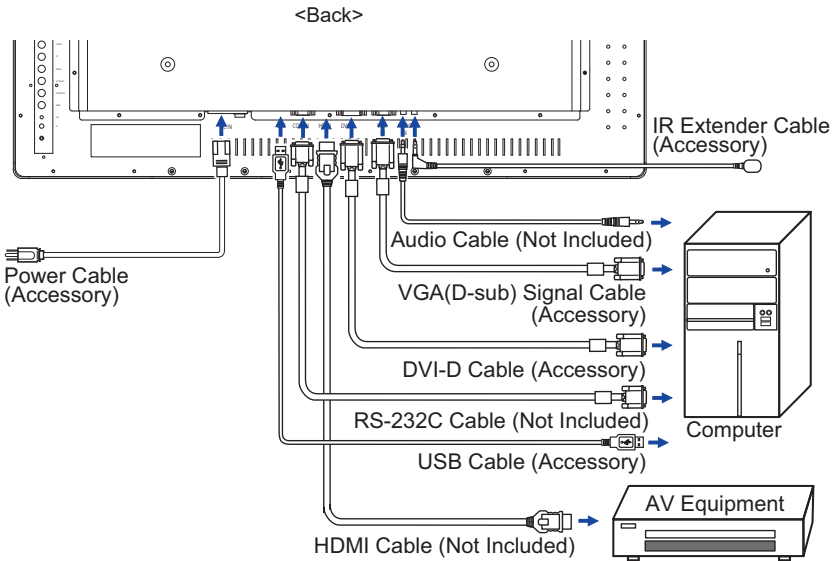 <Back>
IR Extender Cable
(Accessory)
Audio Cable (Not Included)
Power Cable
(Accessory)
VGA(D-sub) Signal Cable
(Accessory)
DVI-D Cable (Accessory)
RS-232C Cable (Not Included)
Computer
USB Cable (Accessory)
AV Equipment
HDMI Cable (Not Included)